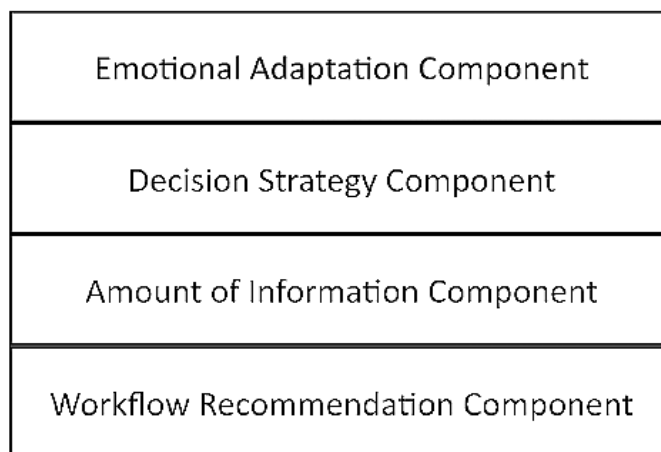 Emotional Adaptation Component
Decision Strategy Component
Amount of Information Component
Workflow Recommendation Component